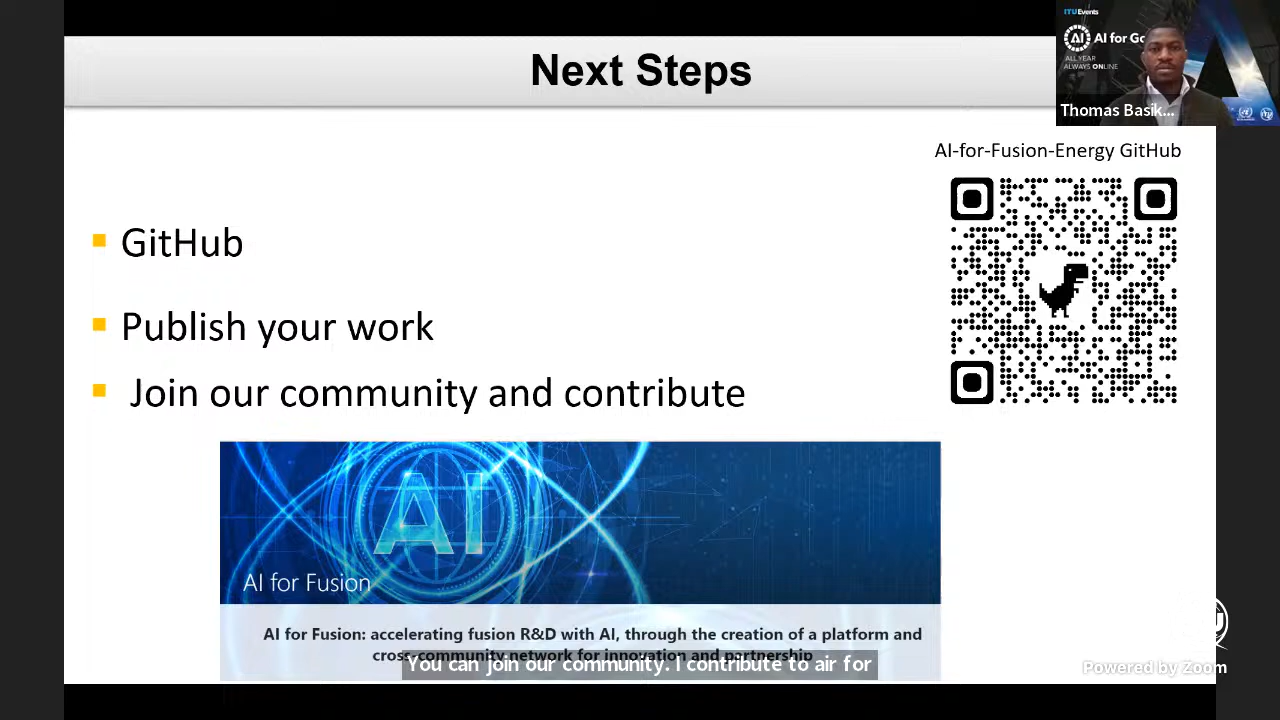 Next Steps
ITUEvents
AI AI for Go
ALL YEAR
ALWAYS ONLINE
Thomas Basik...
AI-for-Fusion-Energy GitHub
GitHub
Publish your work
Join our community and contribute
AI
AI for Fusion
AI for Fusion: accelerating fusion R&D with AI, through the creation of a platform and
cross-community network for innovation and partnership
You can join our community. I contribute to air for
Powered by Zoom